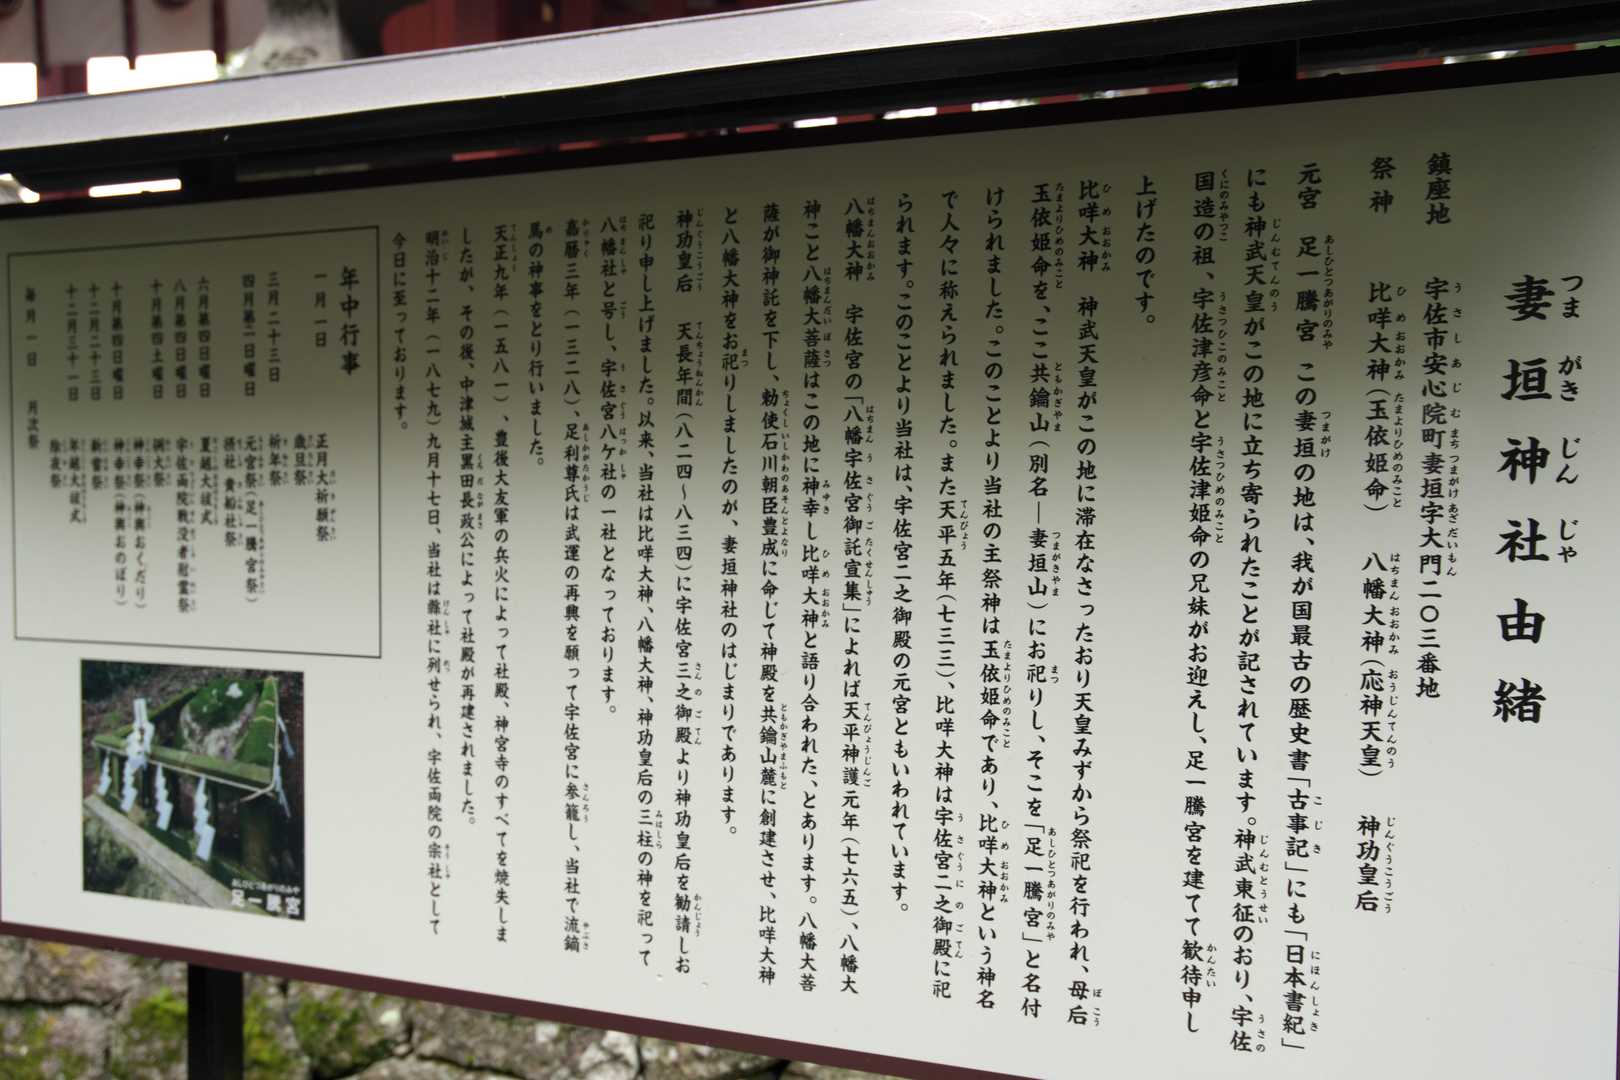 妻垣神社由緒
鎮座地　宇佐市安心院町妻垣字大門二〇三番地
祭神　比咩大神（玉依姫命）　八幡大神（応神天皇）　神功皇后
元宮　足一騰宮　この妻垣の地は、我が国最古の歴史書「古事記」にも「日本書紀」
にも神武天皇がこの地に立ち寄られたことが記されています。神武東征のおり、宇佐
国造の祖、宇佐津彦命と宇佐津姫命の兄妹がお迎えし、足一騰宮を建てて歓待申し
上げたのです。
比咩大神　神武天皇がこの地に滞在なさったおり天皇みずから祭祀を行われ、母后
玉依姫命を、ここ共鑰山（別名―妻垣山）にお祀りし、そこを「足一騰宮」と名付
けられました。このことより当社の主祭神は玉依姫命であり、比咩大神という神名
で人々に称えられました。また天平五年（七三三）、比咩大神は宇佐宮二之御殿に祀
られます。このことより当社は、宇佐宮二之御殿の元宮ともいわれています。
八幡大神　宇佐宮の「八幡宇佐宮御託宣集」によれば天平神護元年（七六五）、八幡大
神こと八幡大菩薩はこの地に神幸し比咩大神と語り合われた、とあります。八幡大菩
薩が御神託を下し、勅使石川朝臣豊成に命じて神殿を共鑰山麓に創建させ、比咩大神
と八幡大神をお祀りしましたのが、妻垣神社のはじまりであります。
神功皇后　天長年間（八二四～八三四）に宇佐宮三之御殿より神功皇后を勧請しお
祀り申し上げました。以来、当社は比咩大神、八幡大神、神功皇后の三柱の神を祀って
八幡社と号し、宇佐宮八ケ社の一社となっております。
嘉暦三年（一三二八）、足利尊氏は武運の再興を願って宇佐宮に参籠し、当社で流鏑
馬の神事をとり行いました。
天正九年（一五八一）、豊後大友軍の兵火によって社殿、神宮寺のすべてを焼失しま
したが、その後、中津城主黒田長政公によって社殿が再建されました。
明治十二年（一八七九）九月十七日、当社は縣社に列せられ、宇佐両院の宗社として
今日に至っております。
年中行事
一月一日　正月大祈願祭
歳旦祭
三月二十三日　祈年祭
四月第二日曜日　元宮祭（足一騰宮祭）
摂社 貴船社祭
六月第四日曜日　夏越大祓式
八月第四日曜日　宇佐両院戦没者慰霊祭
十月第四土曜日　祠大祭
神幸祭（神輿おくだり）
十月第四日曜日　神幸祭（神輿おのぼり）
十二月二十三日　新嘗祭
十二月三十一日　年越大祓式
除夜祭
毎月一日　月次祭
足一騰宮